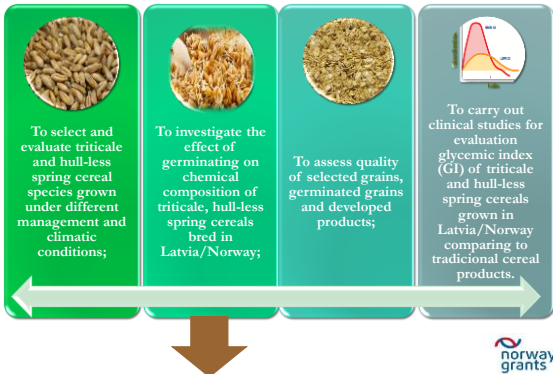 To select and
evaluate triticale
and hull-less
spring cereal
species grown
under different
management and
climatic
conditions;
To investigate the
effect of
germinating on
chemical
composition of
triticale, hull-less
spring cereals
bred in
Latvia/Norway;
To assess quality
of selected grains,
germinated grains
and developed
products;
To carry out
clinical studies for
evaluation
glycemic index
(GI) of triticale
and hull-less
spring cereals
grown in
Latvia/Norway
comparing to
tradicional cereal
products.
norway
grants